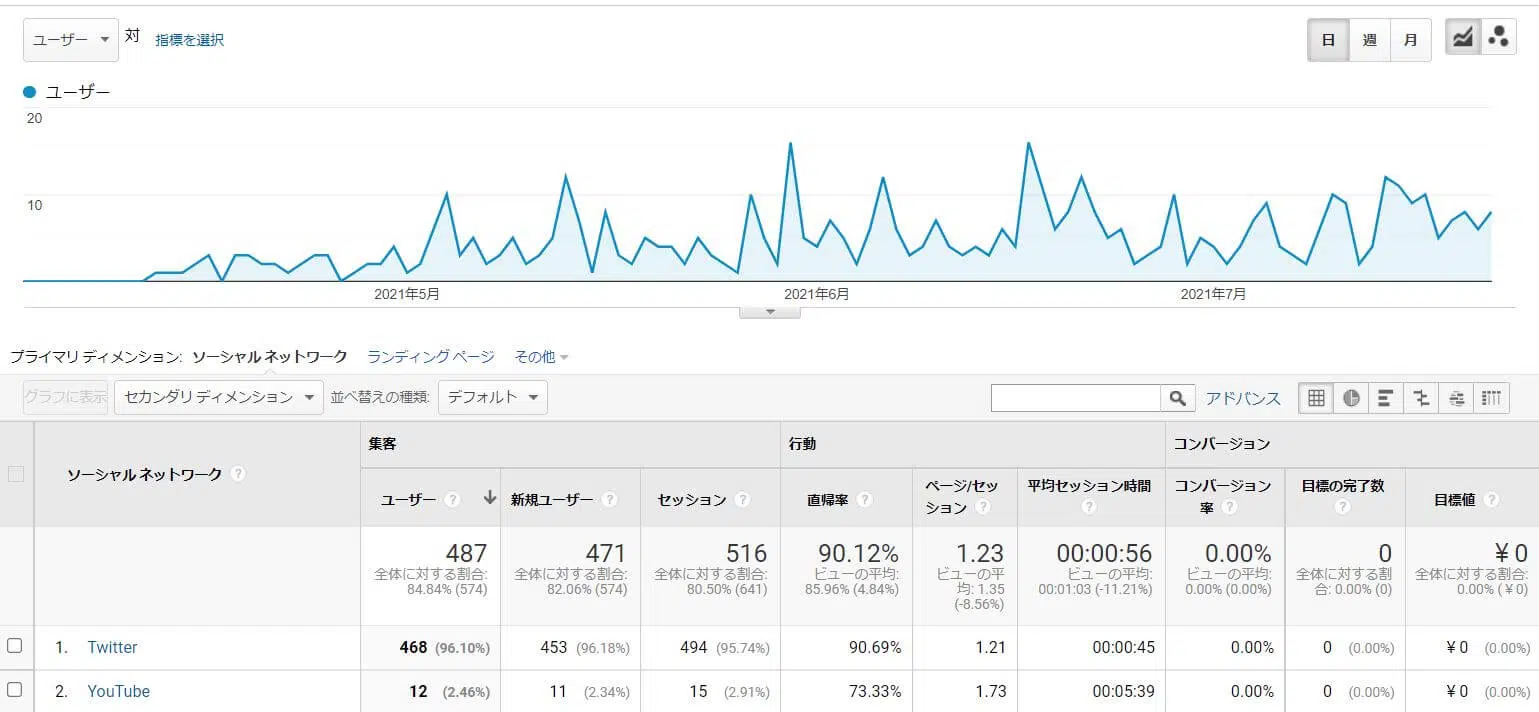 ユーザー 対 指標を選択 日 週 月
ユーザー
20
10
2021年5月 2021年6月 2021年7月
プライマリ ディメンション: ソーシャル ネットワーク ランディング ページ その他
グラフに表示 セカンダリ ディメンション 並べ替えの種類: デフォルト アドバンス
集客 行動 コンバージョン
ソーシャル ネットワーク ?
ユーザー ? 新規ユーザー ? セッション ? 直帰率 ? ページ/セッ 平均セッション時間 コンバージョン 目標の完了数 目標値 ?
ション ? ? 率 ? ?
487 471 516 90.12% 1.23 00:00:56 0.00% 0 ¥ 0
全体に対する割合: 全体に対する割合: 全体に対する割合: ビューの平均: ビューの平 ビューの平均: ビューの平均: 全体に対する割 全体に対する割合:
84.84% (574) 82.06% (574) 80.50% (641) 85.96% (4.84%) 均: 1.35 00:01:03 (-11.21%) 0.00% (0.00%) 合: 0.00% (0) 0.00% (¥ 0)
(-8.56%)
1. Twitter 468 (96.10%) 453 (96.18%) 494 (95.74%) 90.69% 1.21 00:00:45 0.00% 0 (0.00%) ¥ 0 (0.00%)
2. YouTube 12 (2.46%) 11 (2.34%) 15 (2.91%) 73.33% 1.73 00:05:39 0.00% 0 (0.00%) ¥ 0 (0.00%)